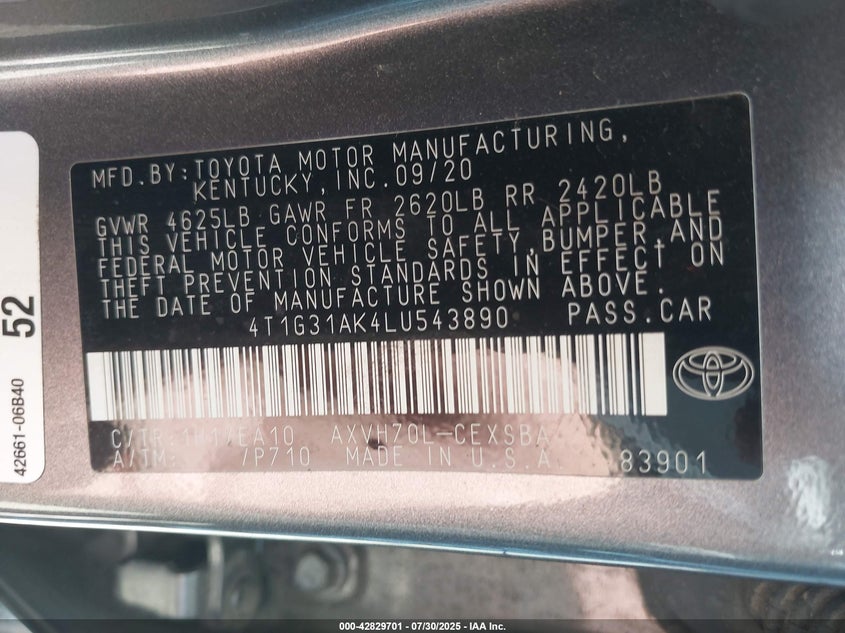 MFD.BY:TOYOTA MOTOR MANUFACTURING,
KENTUCKY,INC.09/20
GVWR 4625LB GAWR FR 2620LB RR 2420LB
THIS VEHICLE CONFORMS TO ALL APPLICABLE
FEDERAL MOTOR VEHICLE SAFETY,BUMPER,AND
THEFT PREVENTION STANDARDS IN EFFECT ON
THE DATE OF MANUFACTURE SHOWN ABOVE.
4T1G31AK4LU543890 PASS.CAR
C/TR: AXVH70L-CEXSBA
A/TM: /P710 MADE IN U.S.A. 83901
52
42661-06B40
000-42829701 - 07/30/2025 - IAA Inc.